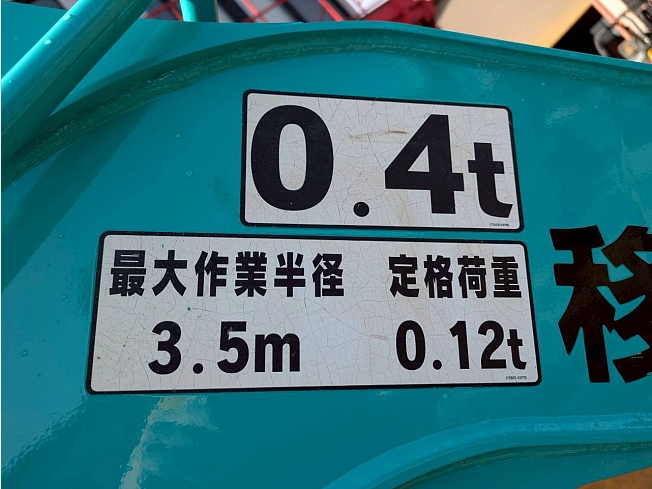 0.4t
最大作業半径 定格荷重
3.5m 0.12t
移